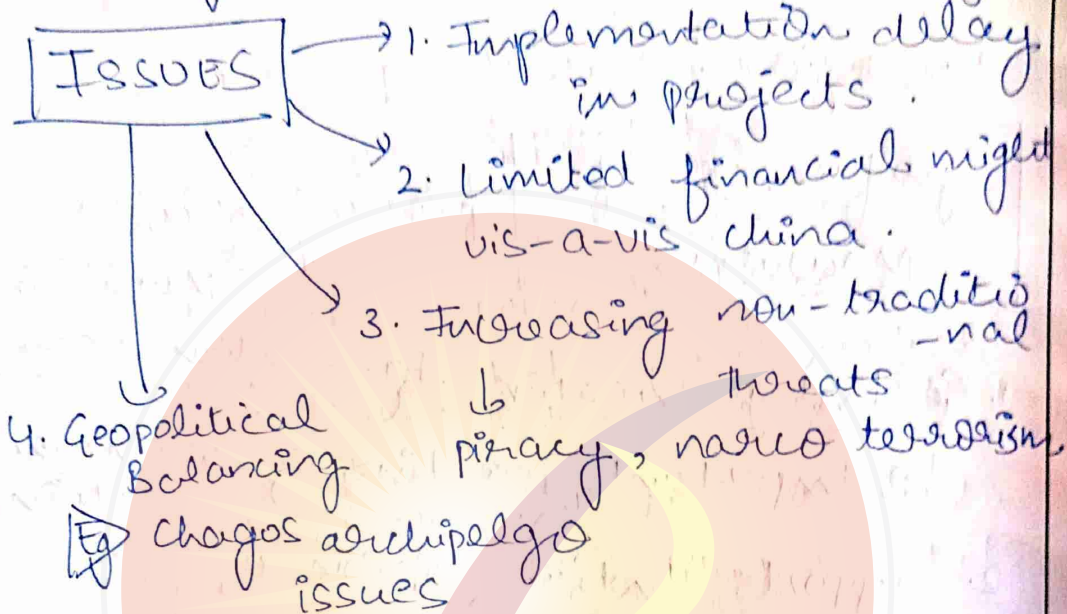 ISSUES
1. Implementation delay
in projects.
2. Limited financial might
vis-a-vis china.
3. Increasing non-traditio
-nal
threats
piracy, narco terrorism
4. Geopolitical
Balancing
Eg Chagos archipelgo
issues